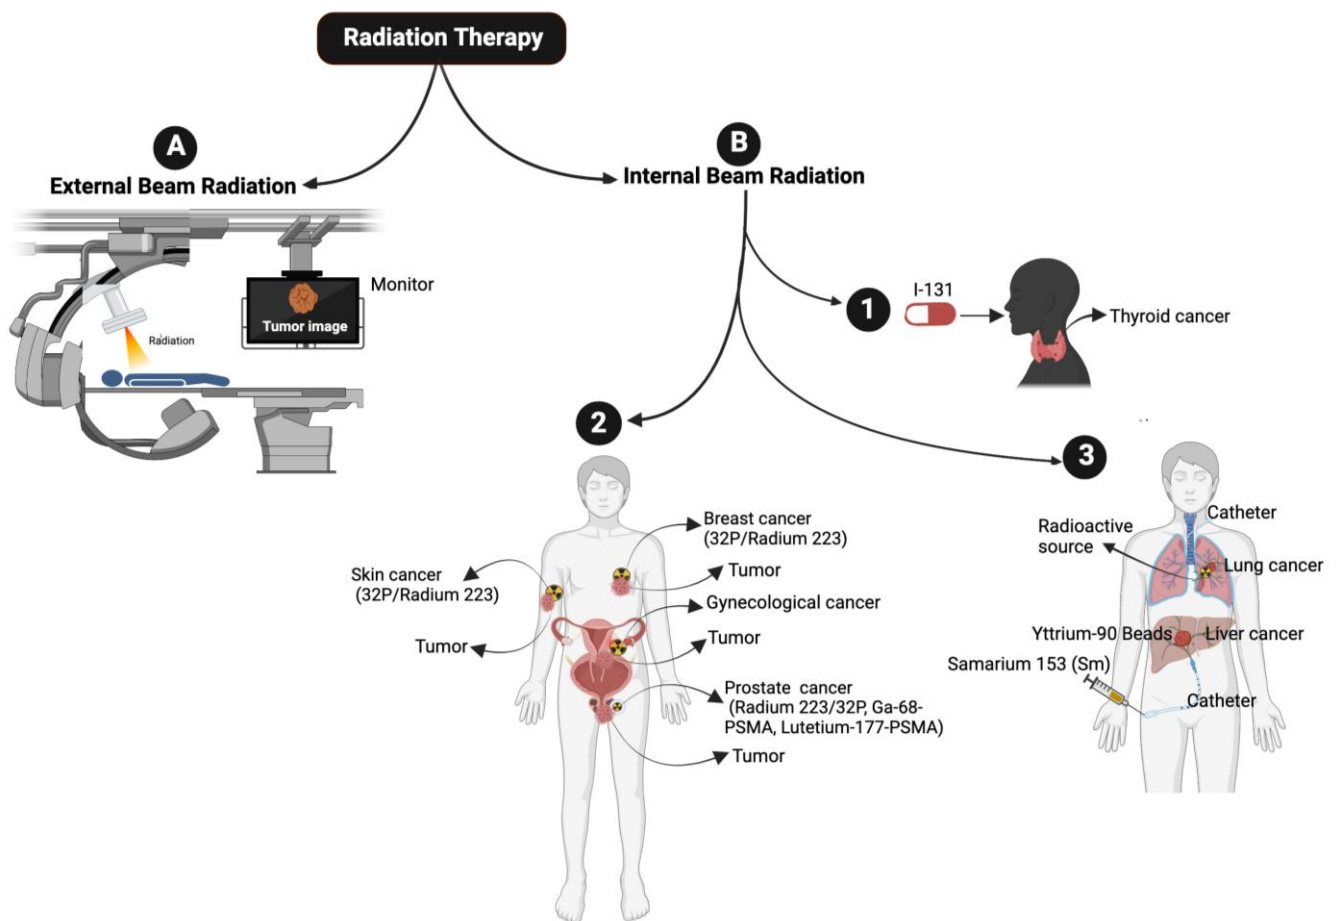 Radiation Therapy
A
External Beam Radiation
Monitor
Tumor image
Radiation
B
Internal Beam Radiation
1
I-131
Thyroid cancer
2
Breast cancer
(32P/Radium 223)
Tumor
Skin cancer
(32P/Radium 223)
Gynecological cancer
Tumor
Tumor
Prostate cancer
(Radium 223/32P, Ga-68-
PSMA, Lutetium-177-PSMA)
Tumor
3
..
Catheter
Radioactive
source
Lung cancer
Yttrium-90 Beads
Liver cancer
Samarium 153 (Sm)
Catheter